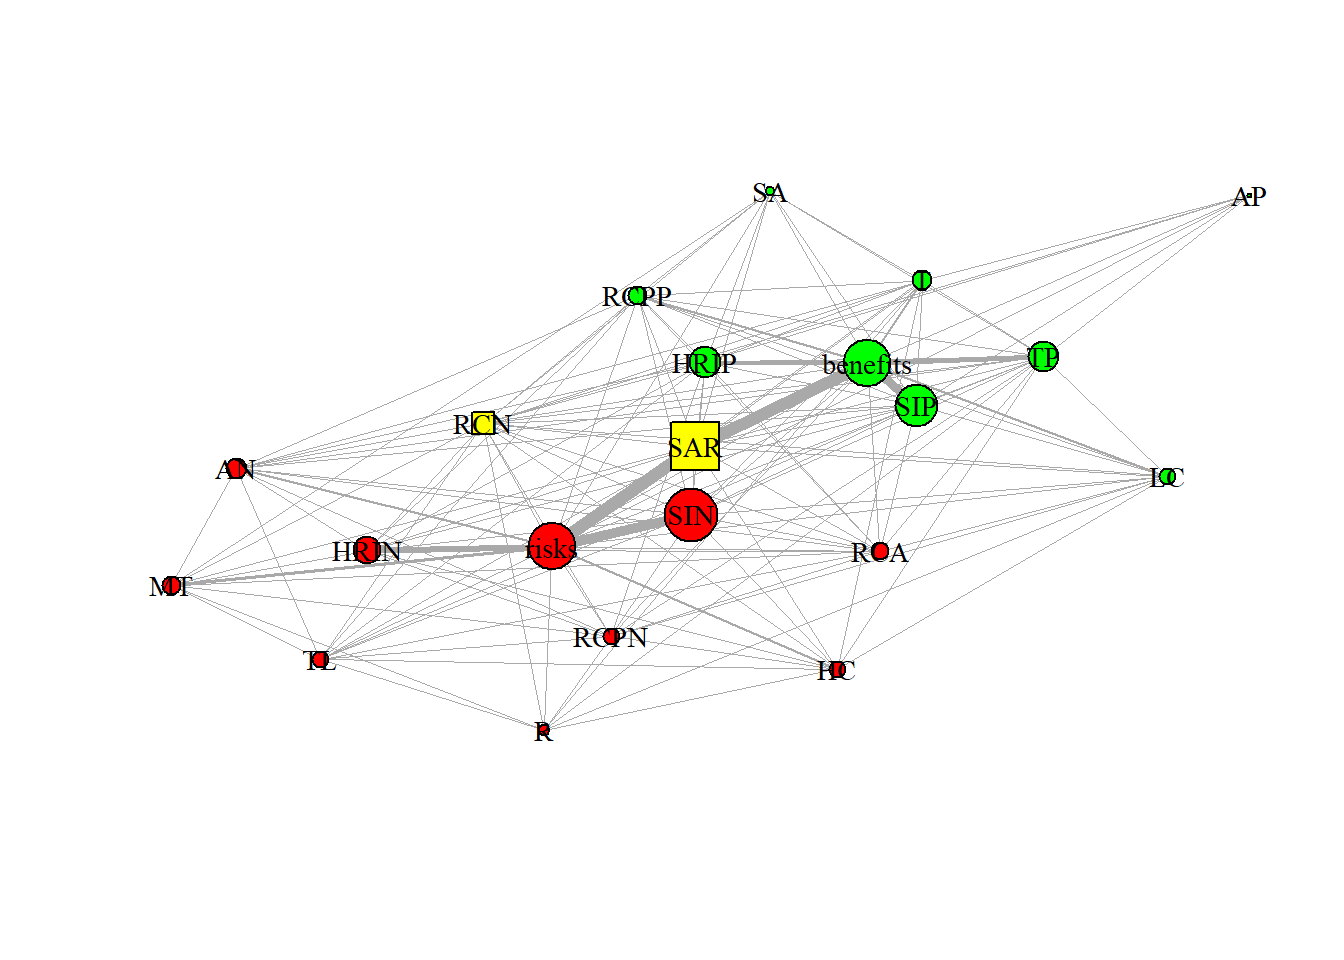 SA
AP
I
RCPP
HRIP
benefits
TP
SIP
RCN
SAR
AN
LC
SIN
HRIN
risks
RCA
MT
RCPN
TL
HC
R